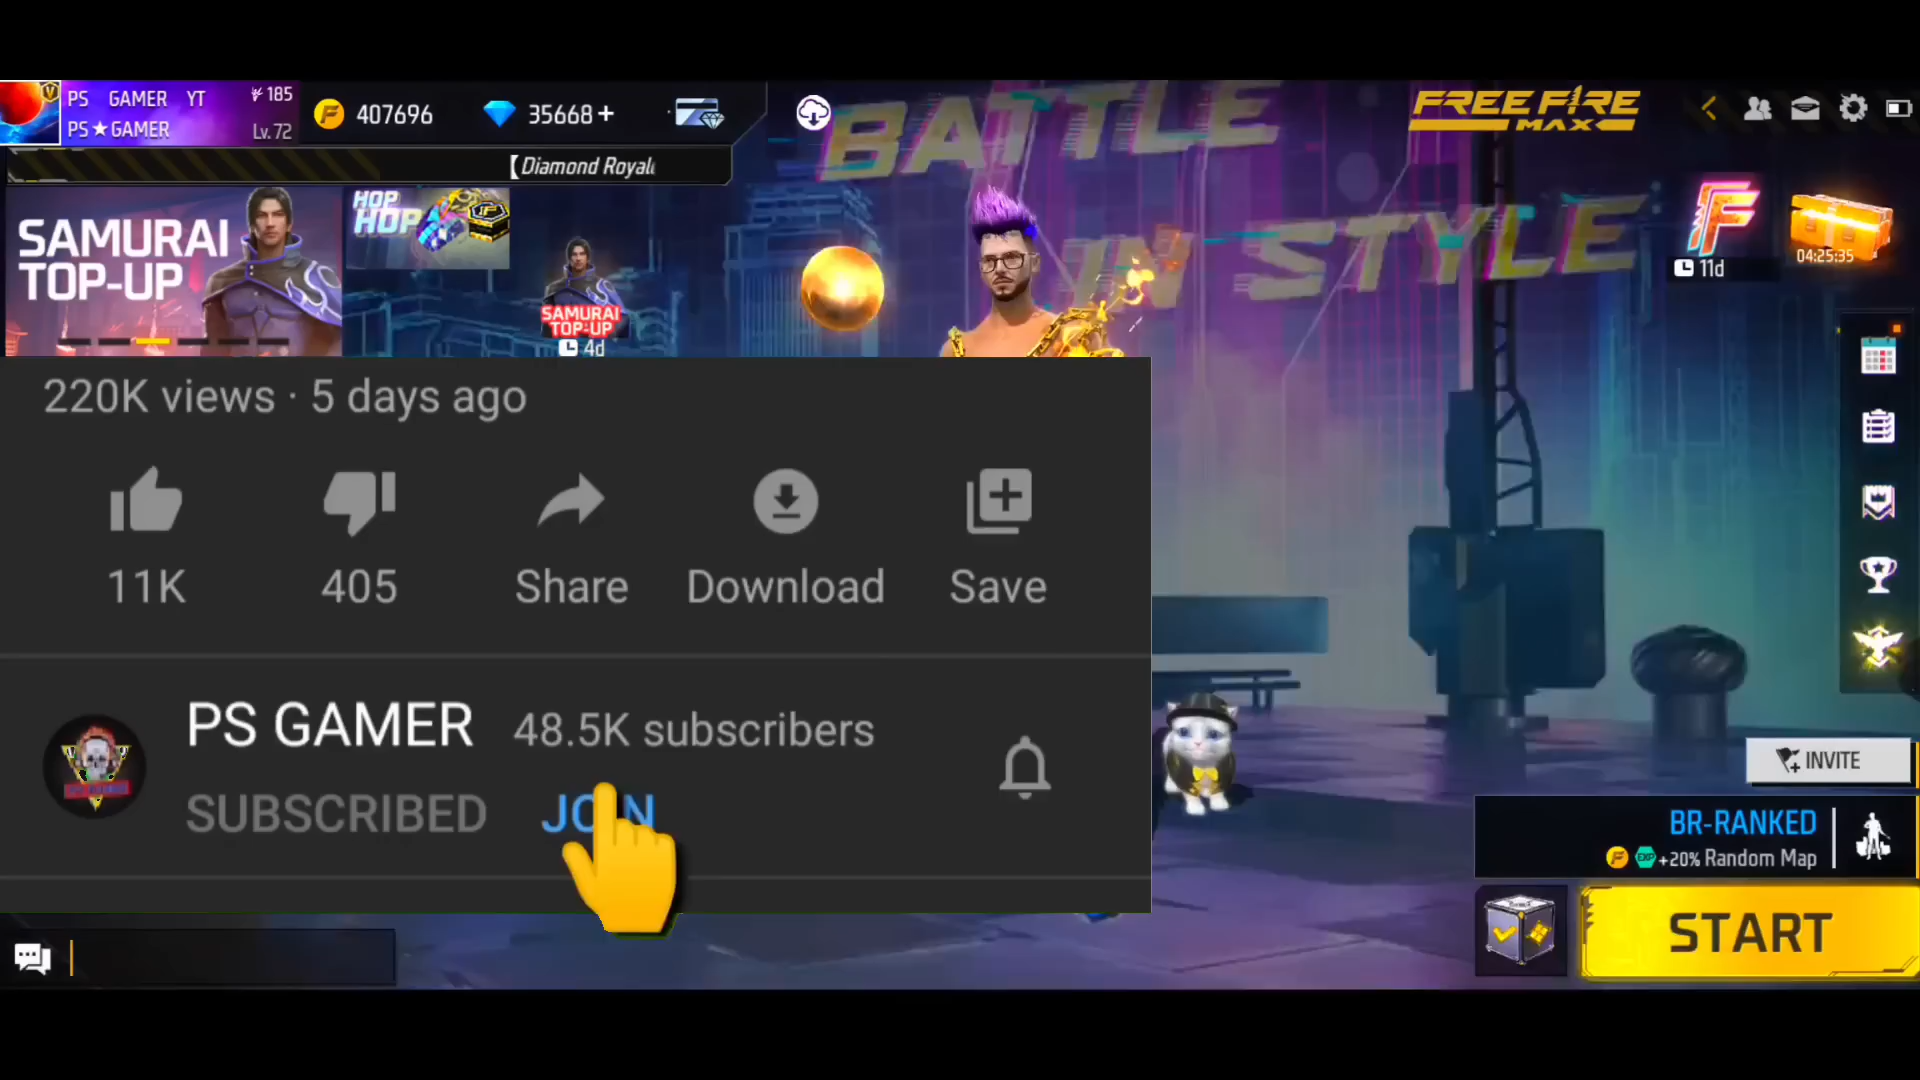 PS GAMER YT
185
PS★GAMER
Lv.72
407696
35668+
BATTLE
IN STYLE
FREE FIRE
MAX
【Diamond Royal
SAMURAI
TOP-UP
HOP
HOP
SAMURAI
TOP-UP
4d
11d
04:25:35
220K views · 5 days ago
11K
405
Share
Download
Save
PS GAMER
48.5K subscribers
SUBSCRIBED
JOIN
INVITE
BR-RANKED
EXP +20% Random Map
START